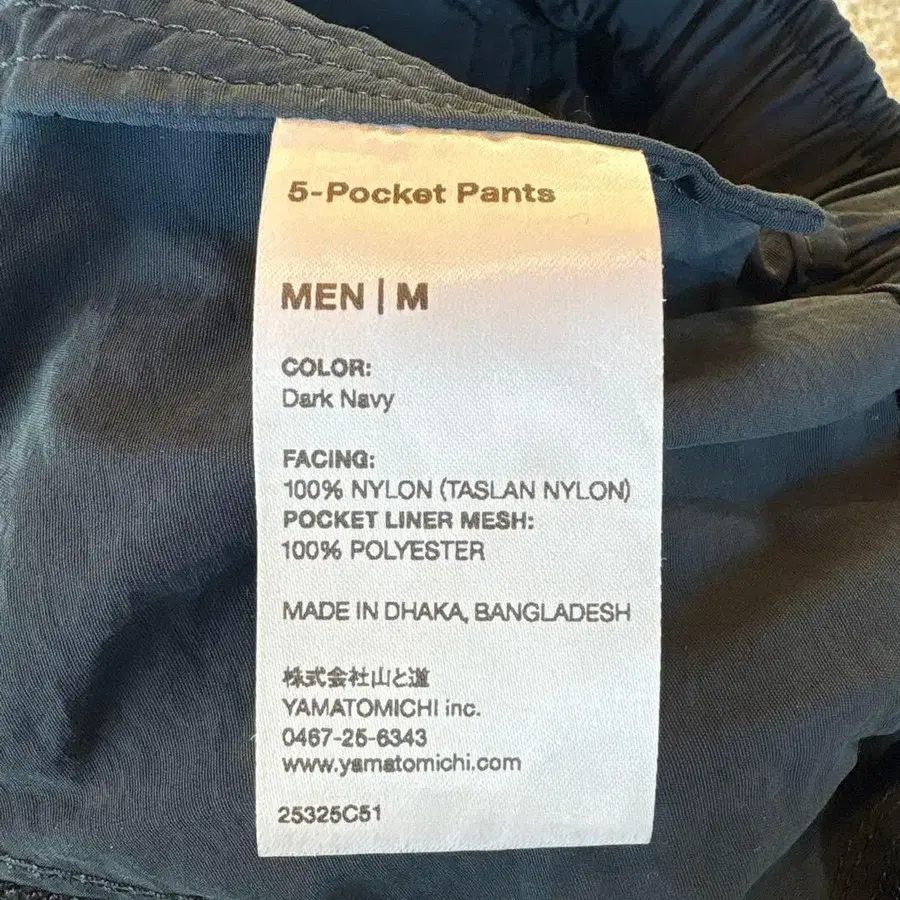 5-Pocket Pants
MEN | M
COLOR:
Dark Navy
FACING:
100% NYLON (TASLAN NYLON)
POCKET LINER MESH:
100% POLYESTER
MADE IN DHAKA, BANGLADESH
株式会社山と道
YAMATOMICHI inc.
0467-25-6343
www.yamatomichi.com
25325C51